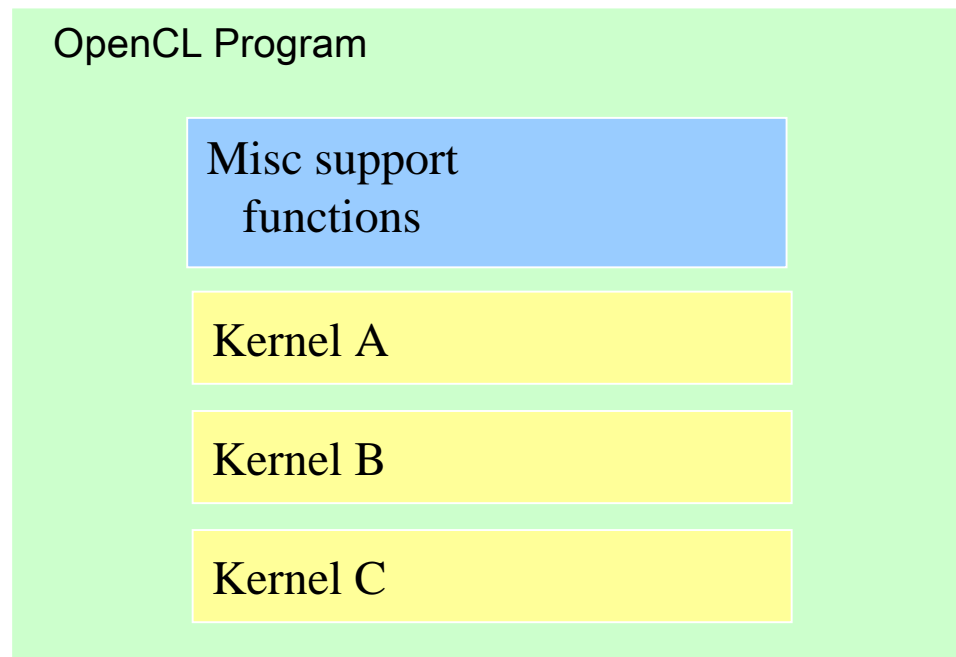 OpenCL Program
Misc support
functions
Kernel A
Kernel B
Kernel C